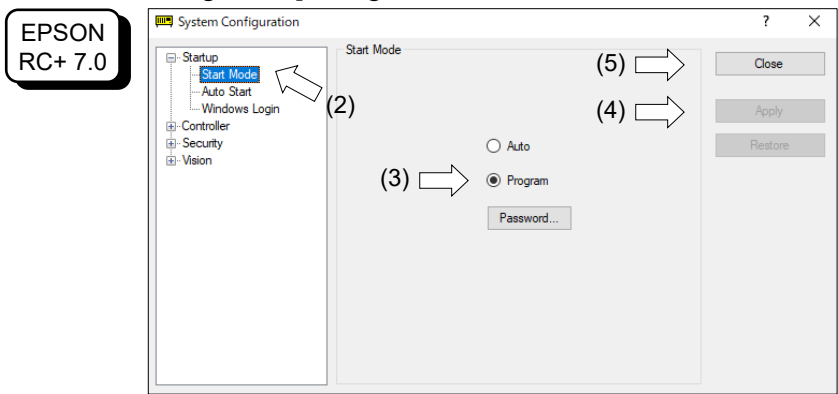 EPSON
RC+ 7.0
System Configuration
?
Startup
Start Mode
Auto Start
Windows Login
Controller
Security
Vision
(2)
Start Mode
Auto
(3)
Program
Password...
(5)
Close
(4)
Apply
Restore